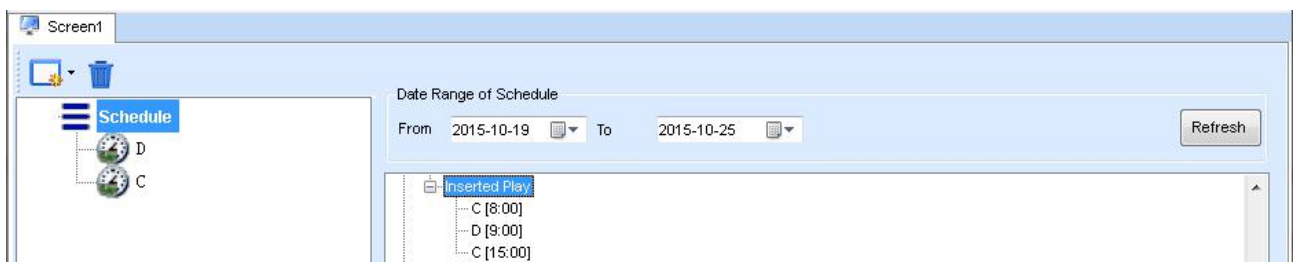 Screen1
Schedule
D
C
Date Range of Schedule
From 2015-10-19 To 2015-10-25
Refresh
Inserted Play
C [8:00]
D [9:00]
C [15:00]